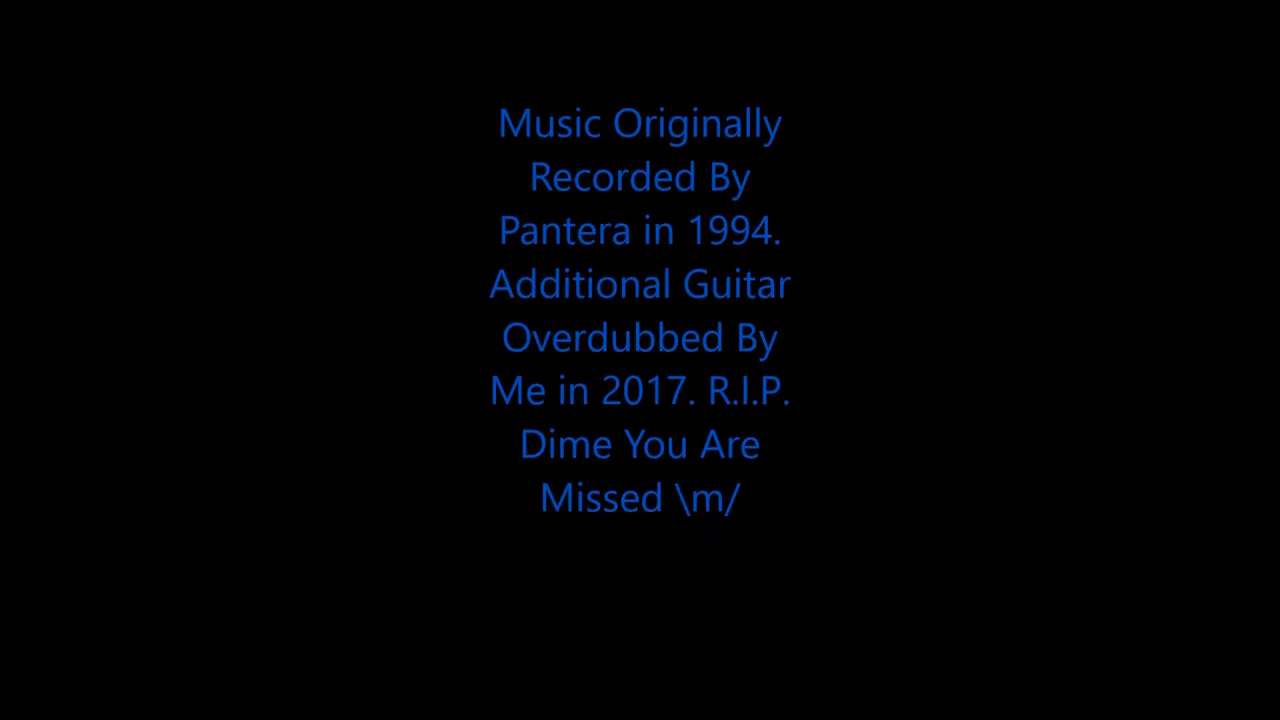 Music Originally
Recorded By
Pantera in 1994.
Additional Guitar
Overdubbed By
Me in 2017. R.I.P.
Dime You Are
Missed \m/